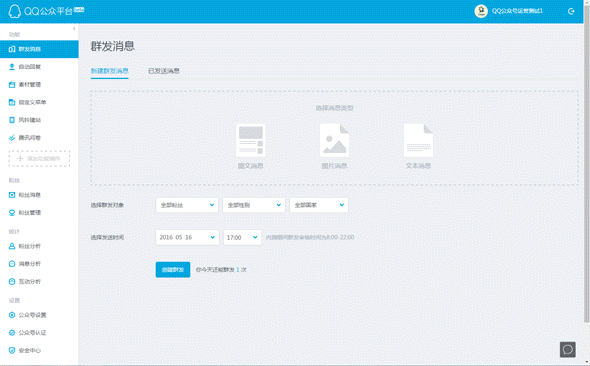 QQ公众平台 beta
QQ公众号运营测试1
功能
群发消息
自动回复
素材管理
自定义菜单
风铃建站
腾讯问卷
添加功能插件
粉丝
粉丝消息
粉丝管理
统计
粉丝分析
消息分析
互动分析
设置
公众号设置
公众号认证
安全中心
群发消息
新建群发消息 已发送消息
选择消息类型
图文消息 图片消息 文本消息
选择群发对象 全部粉丝 全部性别 全部国家
选择发送时间 2016 05 16 17:00 内测期间群发审核时间为8:00-22:00
创建群发 你今天还能群发 1 次